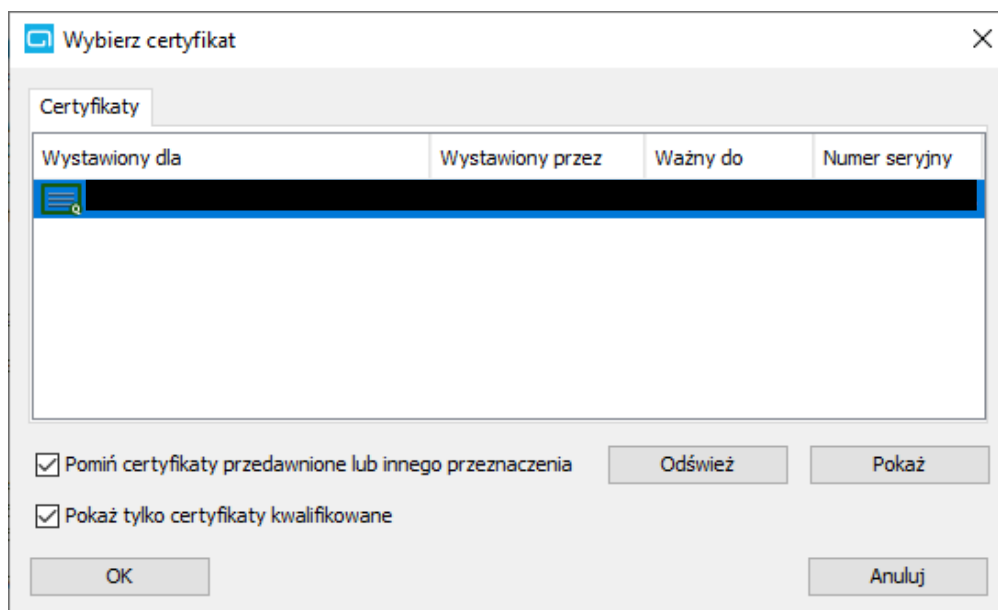 Wybierz certyfikat
Certyfikaty
Wystawiony dla Wystawiony przez Ważny do Numer seryjny
Q
Pomiń certyfikaty przedawnione lub innego przeznaczenia Odśwież Pokaż
Pokaż tylko certyfikaty kwalifikowane
OK Anuluj